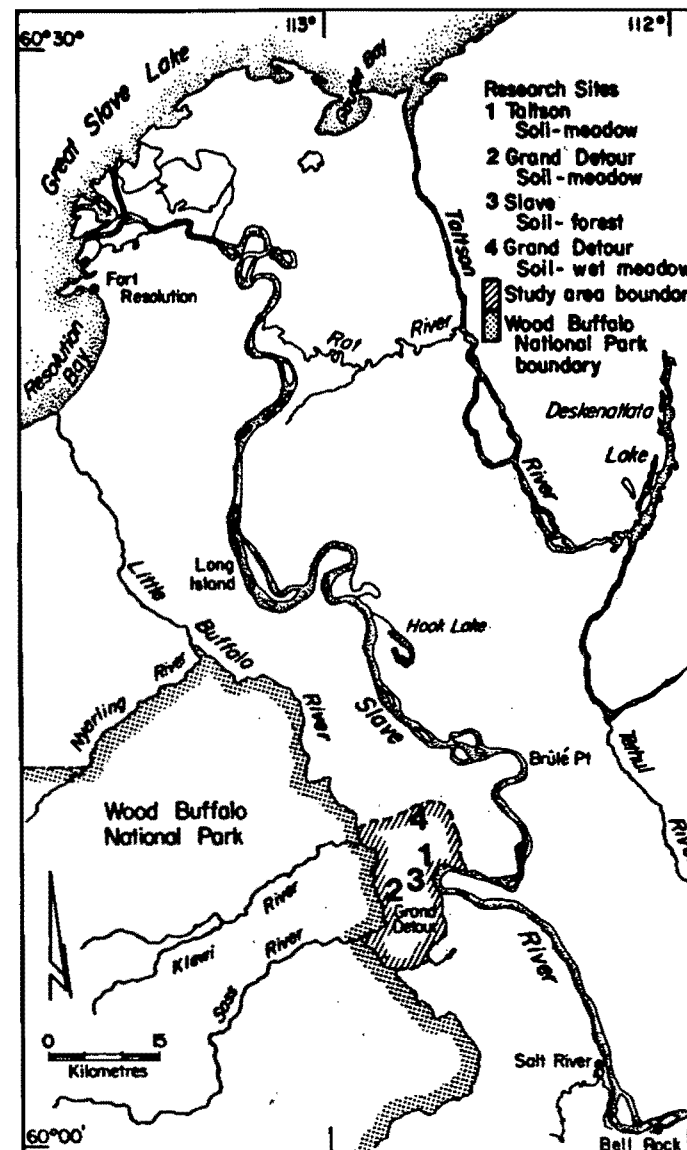 60°30'
113°
112°
Great Slave Lake
Bay
Research Sites
1 Taltson
Soil-meadow
2 Grand Detour
Soil-meadow
3 Slave
Soil-forest
4 Grand Detour
Soil-wet meadow
Study area boundar
Wood Buffalo
National Park
boundary
Taltson
River
Fort
Resolution
Resolution
Bay
Rat River
Deskenatlata
Lake
Long
Island
Little
Buffalo
River
Hook Lake
Nyarling River
Slave
River
Brûlé Pt
Tethul
Rive
Wood Buffalo
National Park
4
1
3
2
Grand
Detour
Klewi River
Sass River
0 15
Kilometres
Salt River
Bell Rock
60°00'